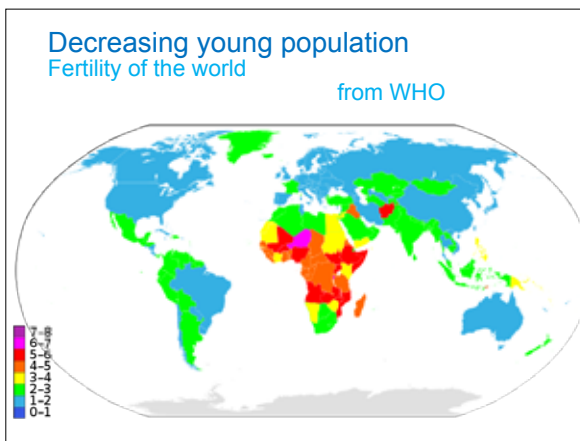 Decreasing young population
Fertility of the world
from WHO
7-8
6-7
5-6
4-5
3-4
2-3
1-2
0-1